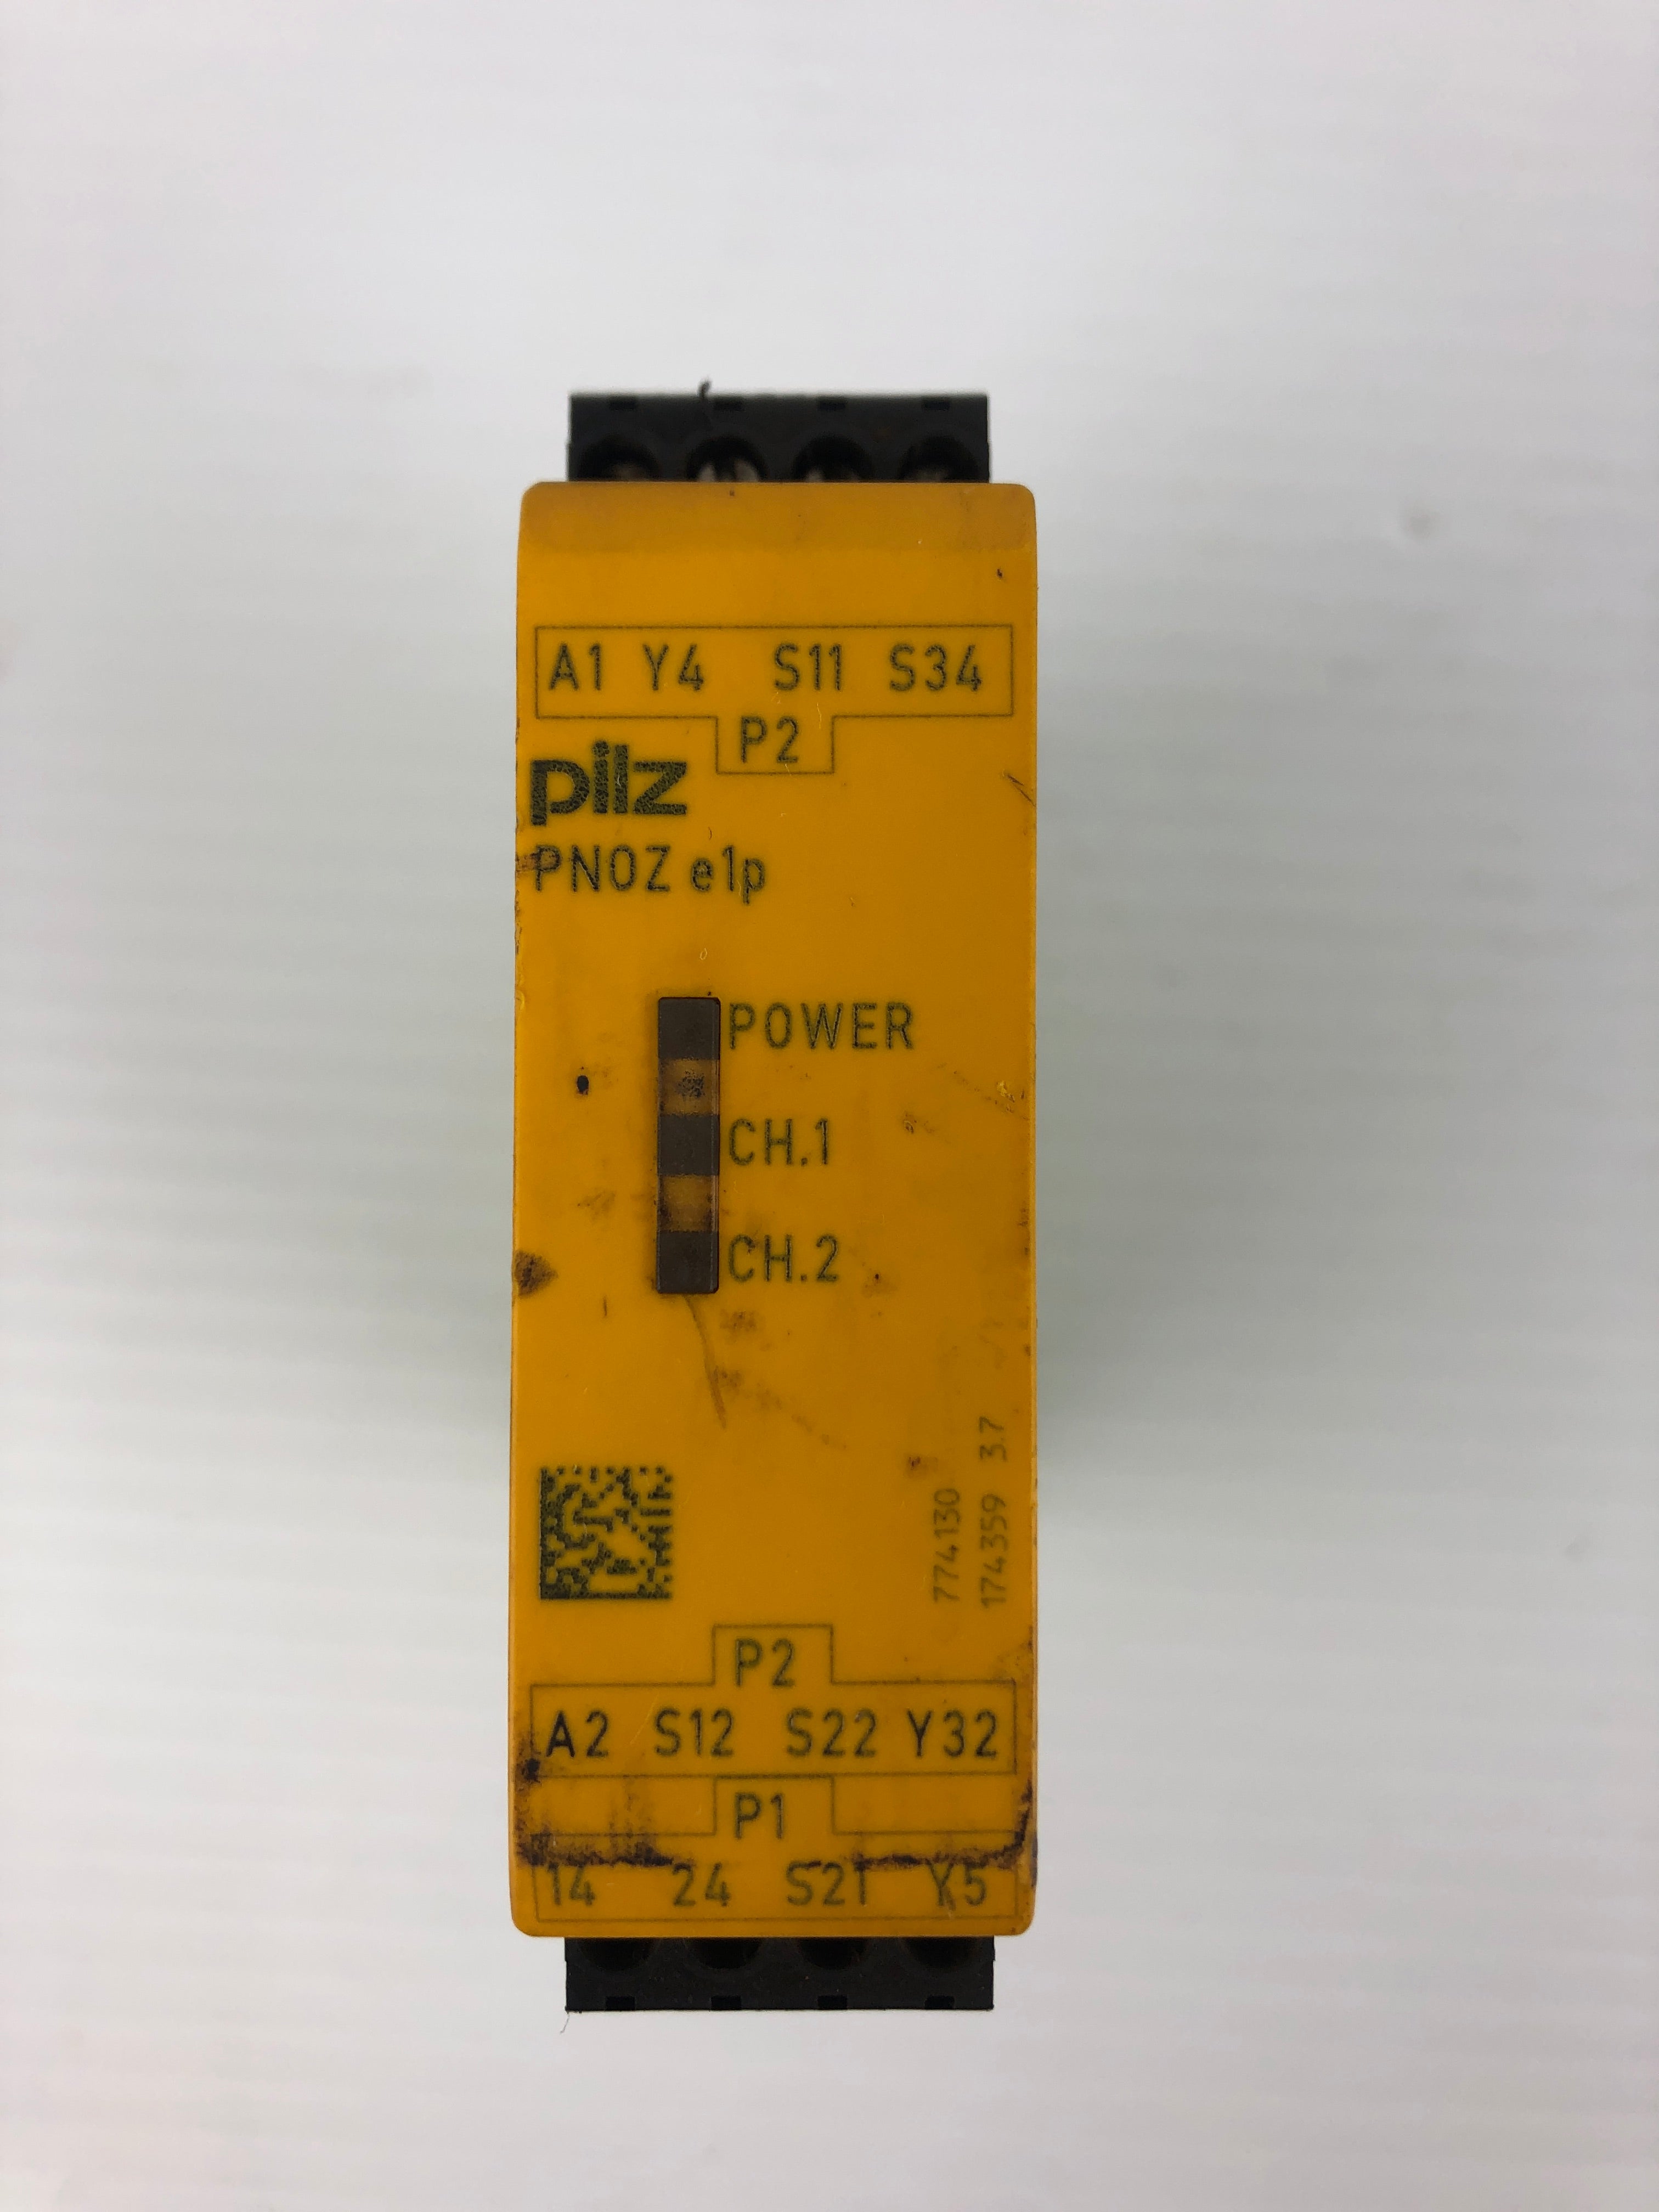 A1 Y4 S11 S34
P2
pilz
PNOZ e1p
POWER
CH.1
CH.2
774130
174359 3.7
P2
A2 S12 S22 Y32
P1
14 24 S21 Y5